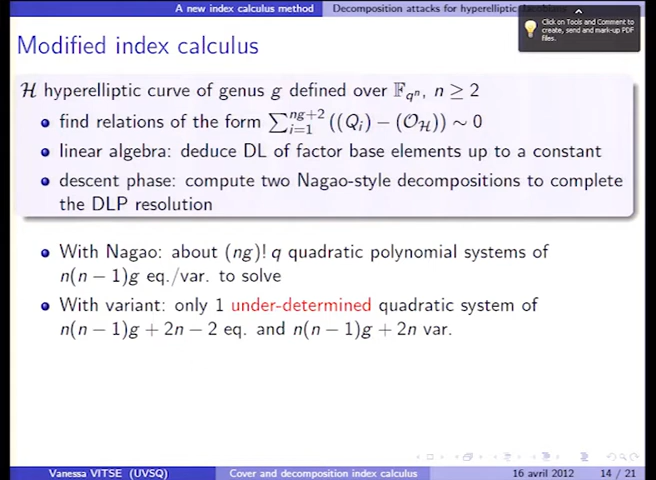 A new index calculus method Decomposition attacks for hyperelliptic Jacobians
Click on Tools and Comment to
create, send and mark-up PDF
files.
Modified index calculus
ℋ hyperelliptic curve of genus g defined over 𝔽_{qⁿ}, n ≥ 2
find relations of the form ∑_{i=1}^{ng+2} ((Q_i) − (𝒪_ℋ)) ∼ 0
linear algebra: deduce DL of factor base elements up to a constant
descent phase: compute two Nagao-style decompositions to complete
the DLP resolution
With Nagao: about (ng)! q quadratic polynomial systems of
n(n − 1)g eq./var. to solve
With variant: only 1 under-determined quadratic system of
n(n − 1)g + 2n − 2 eq. and n(n − 1)g + 2n var.
Vanessa VITSE (UVSQ) Cover and decomposition index calculus 16 avril 2012 14 / 21